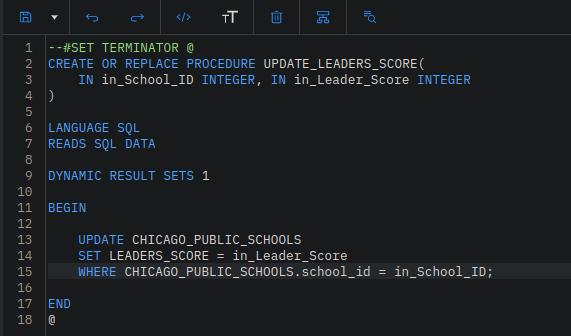 </> TT
1 --#SET TERMINATOR @
2 CREATE OR REPLACE PROCEDURE UPDATE_LEADERS_SCORE(
3     IN in_School_ID INTEGER, IN in_Leader_Score INTEGER
4 )
5
6 LANGUAGE SQL
7 READS SQL DATA
8
9 DYNAMIC RESULT SETS 1
10
11 BEGIN
12
13     UPDATE CHICAGO_PUBLIC_SCHOOLS
14     SET LEADERS_SCORE = in_Leader_Score
15     WHERE CHICAGO_PUBLIC_SCHOOLS.school_id = in_School_ID;
16
17 END
18 @